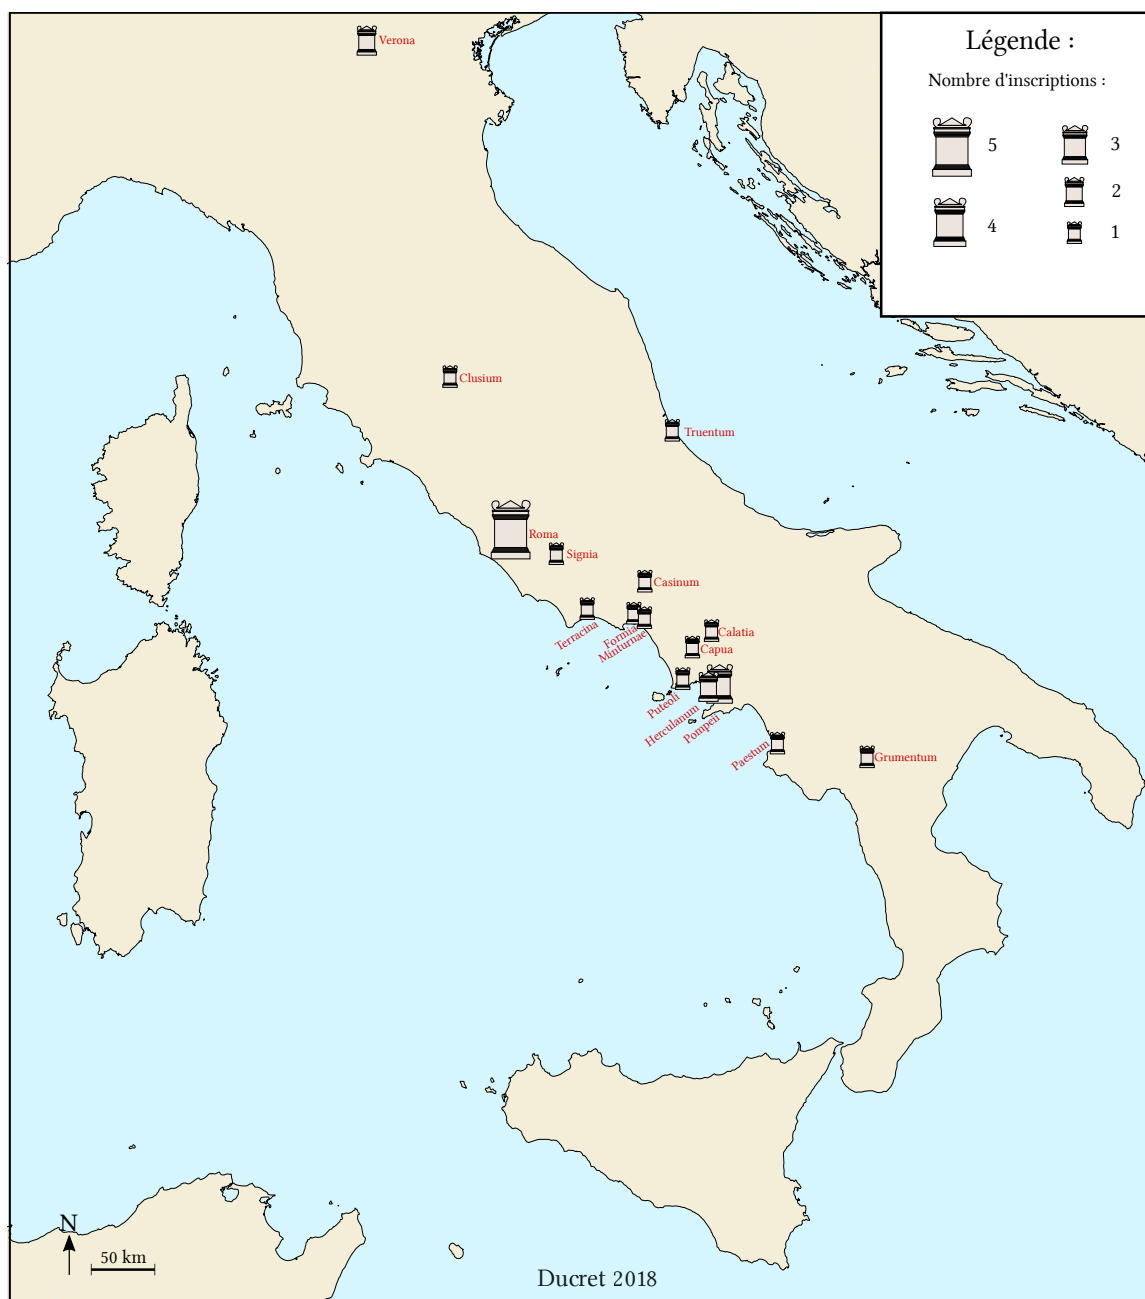 Légende :
Nombre d'inscriptions :
5
3
2
4
1
Verona
Clusium
Truentum
Roma
Signia
Casinum
Terracina
Formia
Minturnae
Calatia
Capua
Puteoli
Herculanum
Pompeii
Paestum
Grumentum
N
50 km
Ducret 2018